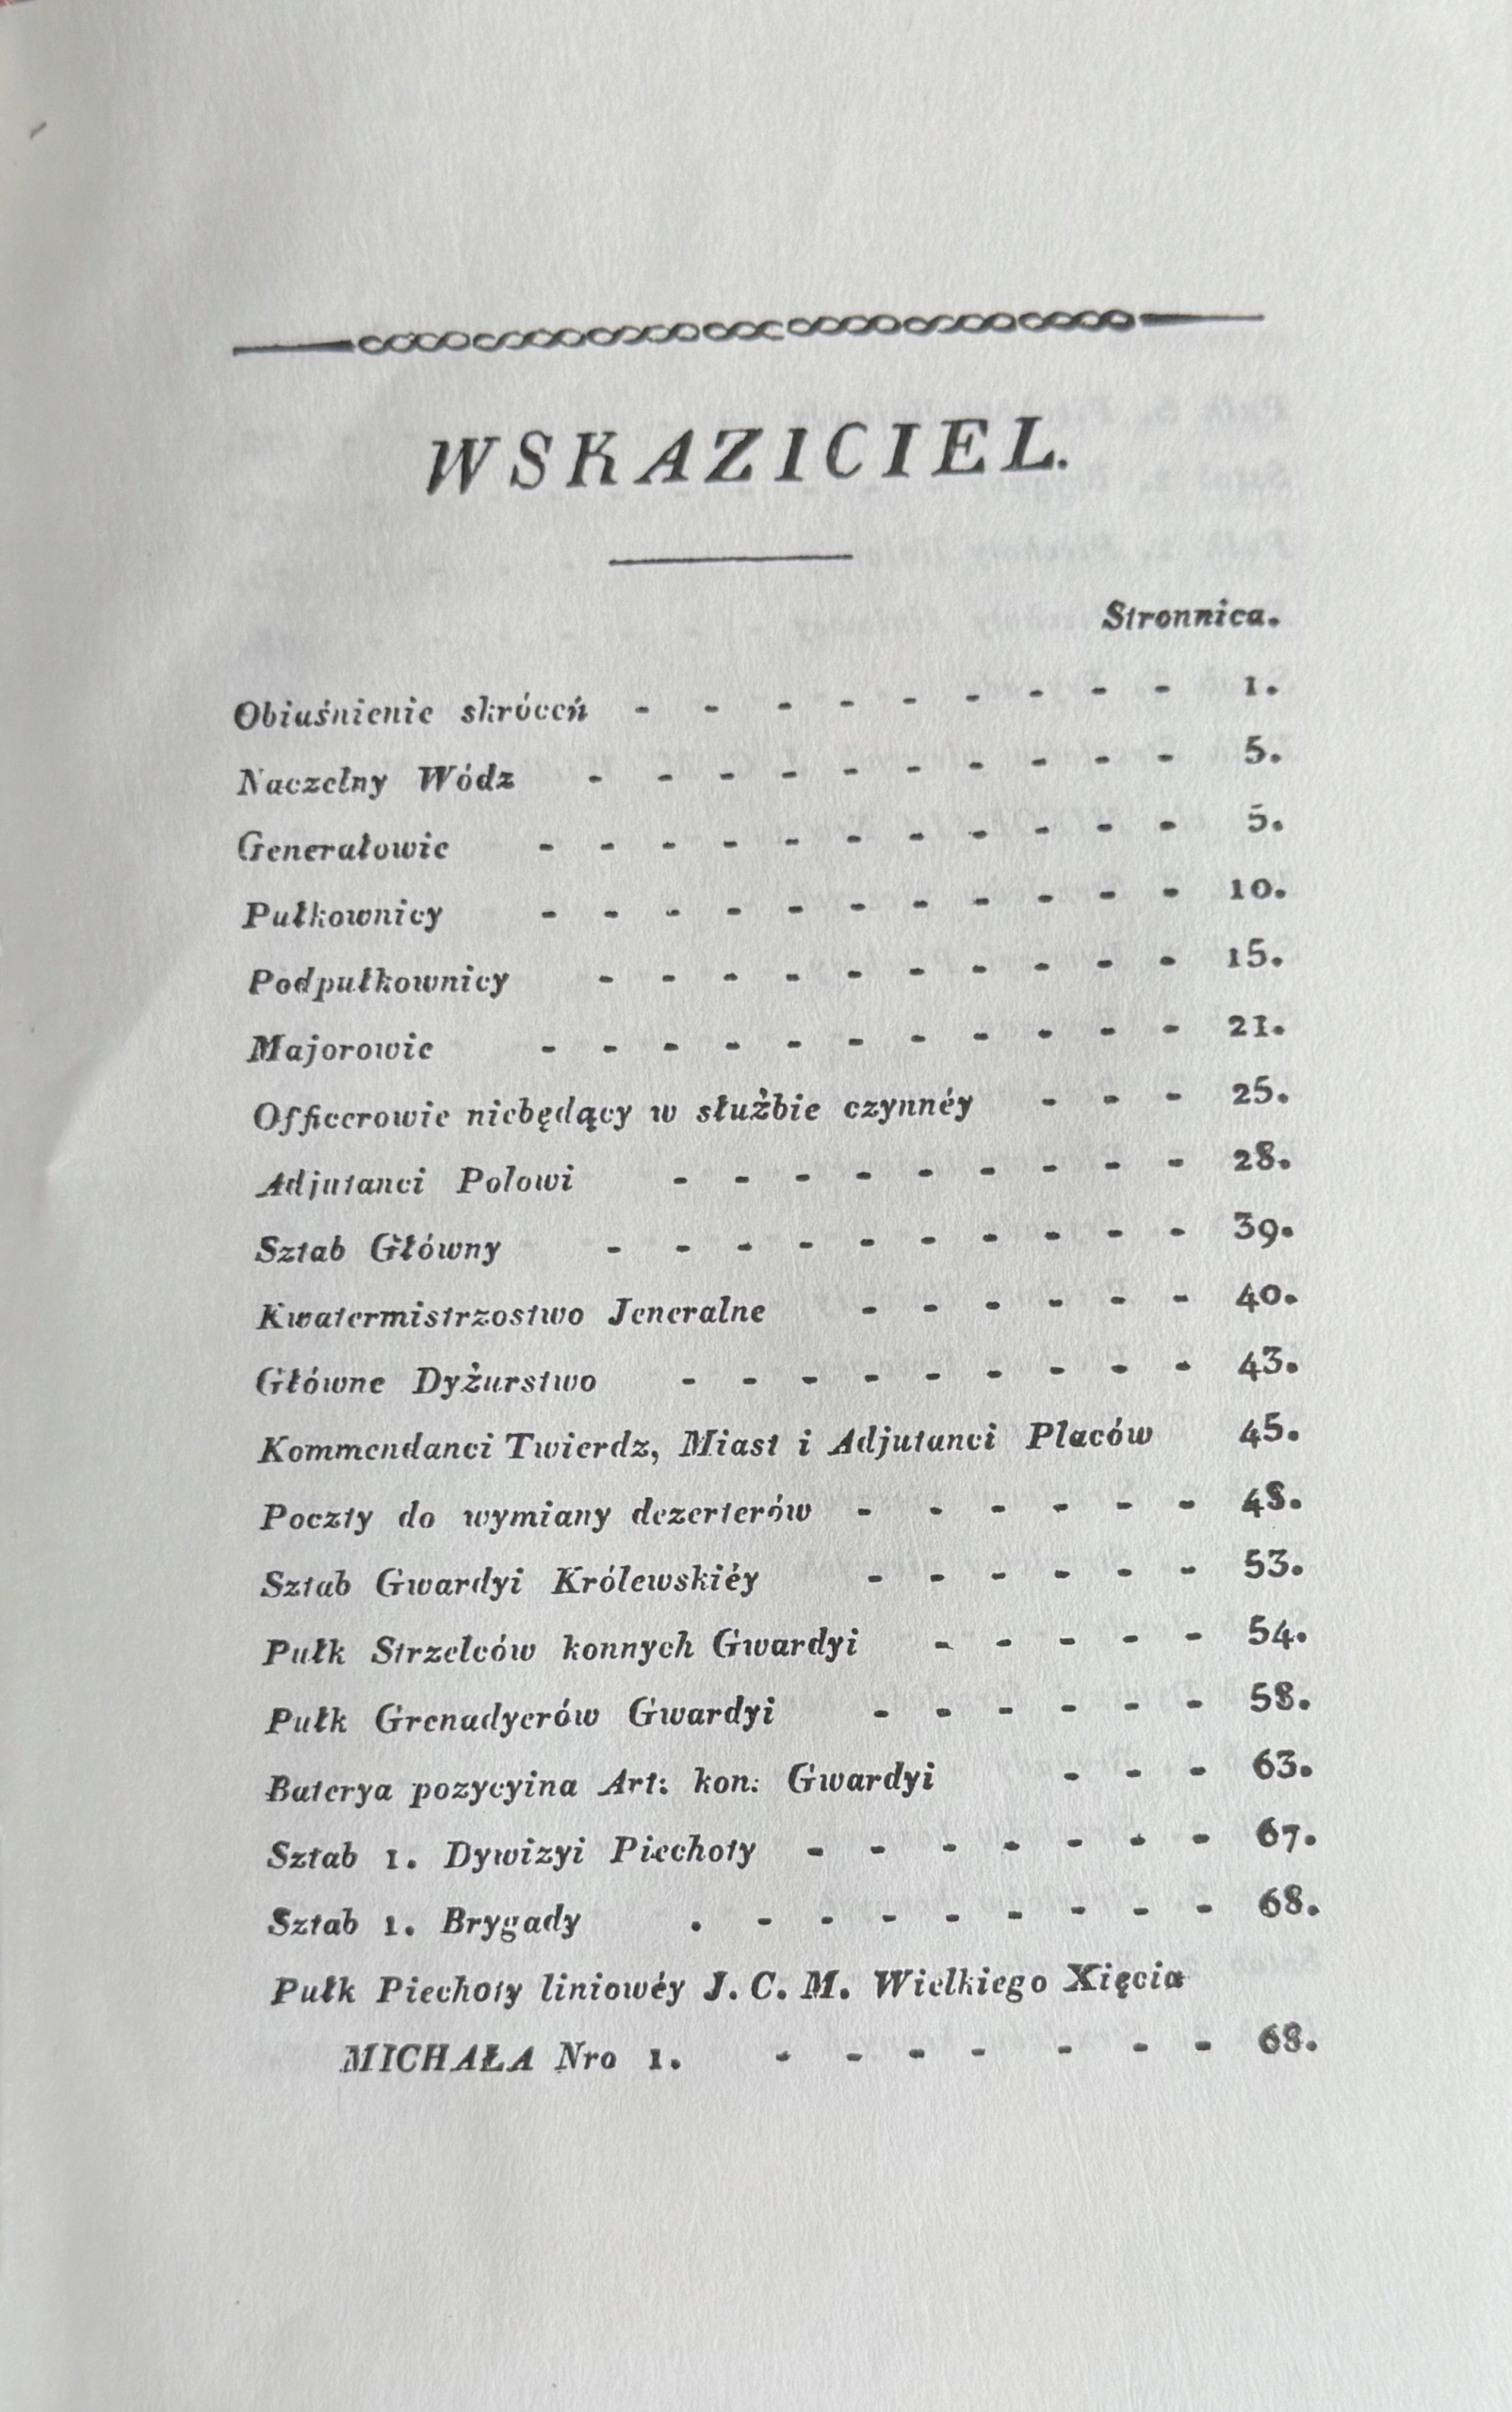 WSKAZICIEL.
Stronnica.
Obiaśnienie skróceń - - - - - - - - - 1.
Naczelny Wódz - - - - - - - - - - 5.
Generałowie - - - - - - - - - - - 5.
Pułkownicy - - - - - - - - - - - 10.
Podpułkownicy - - - - - - - - - - 15.
Majorowie - - - - - - - - - - - 21.
Officerowie niebędący w służbie czynnéy - - - 25.
Adjutanci Polowi - - - - - - - - - 28.
Sztab Główny - - - - - - - - - - 39.
Kwatermistrzostwo Jeneralne - - - - - - 40.
Główne Dyżurstwo - - - - - - - - - 43.
Kommendanci Twierdz, Miast i Adjutanci Placów 45.
Poczty do wymiany dezerterów - - - - - - 48.
Sztab Gwardyi Królewskiéy - - - - - - 53.
Pułk Strzelców konnych Gwardyi - - - - - 54.
Pułk Grenadyerów Gwardyi - - - - - - 58.
Baterya pozycyina Art: kon: Gwardyi - - - 63.
Sztab 1. Dywizyi Piechoty - - - - - - - 67.
Sztab 1. Brygady . - - - - - - - - 68.
Pułk Piechoty liniowéy J. C. M. Wielkiego Xięcia
MICHAŁA Nro 1. - - - - - - - 68.